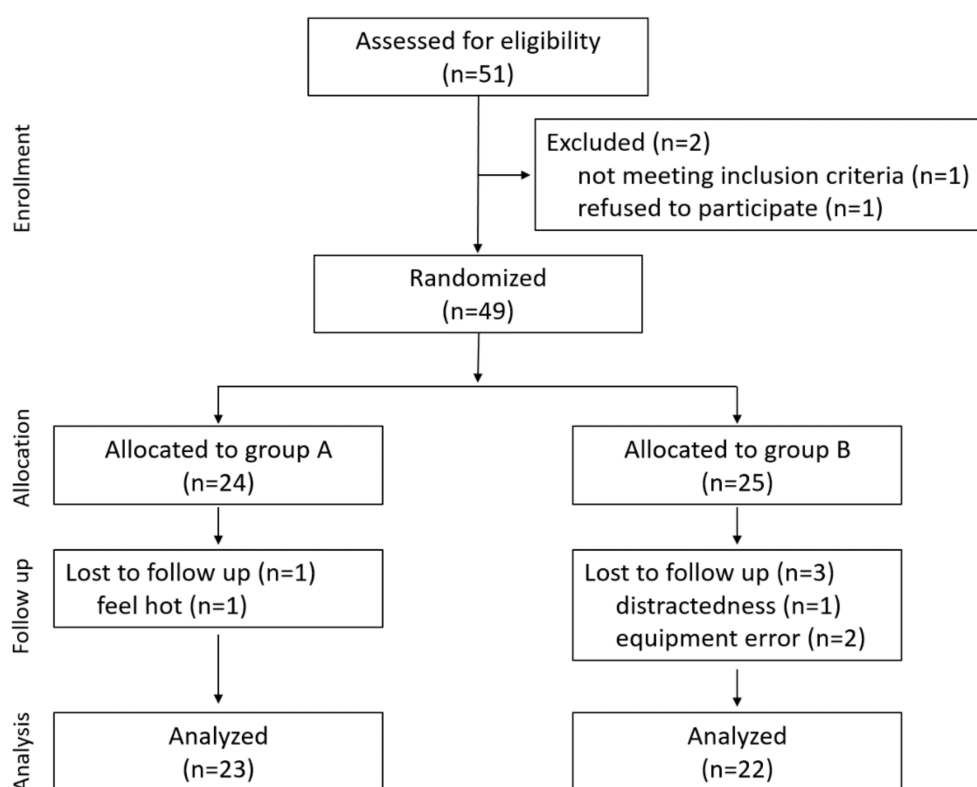 Assessed for eligibility
(n=51)
Enrollment
Excluded (n=2)
not meeting inclusion criteria (n=1)
refused to participate (n=1)
Randomized
(n=49)
Allocation
Allocated to group A
(n=24)
Allocated to group B
(n=25)
Follow up
Lost to follow up (n=1)
feel hot (n=1)
Lost to follow up (n=3)
distractedness (n=1)
equipment error (n=2)
Analysis
Analyzed
(n=23)
Analyzed
(n=22)